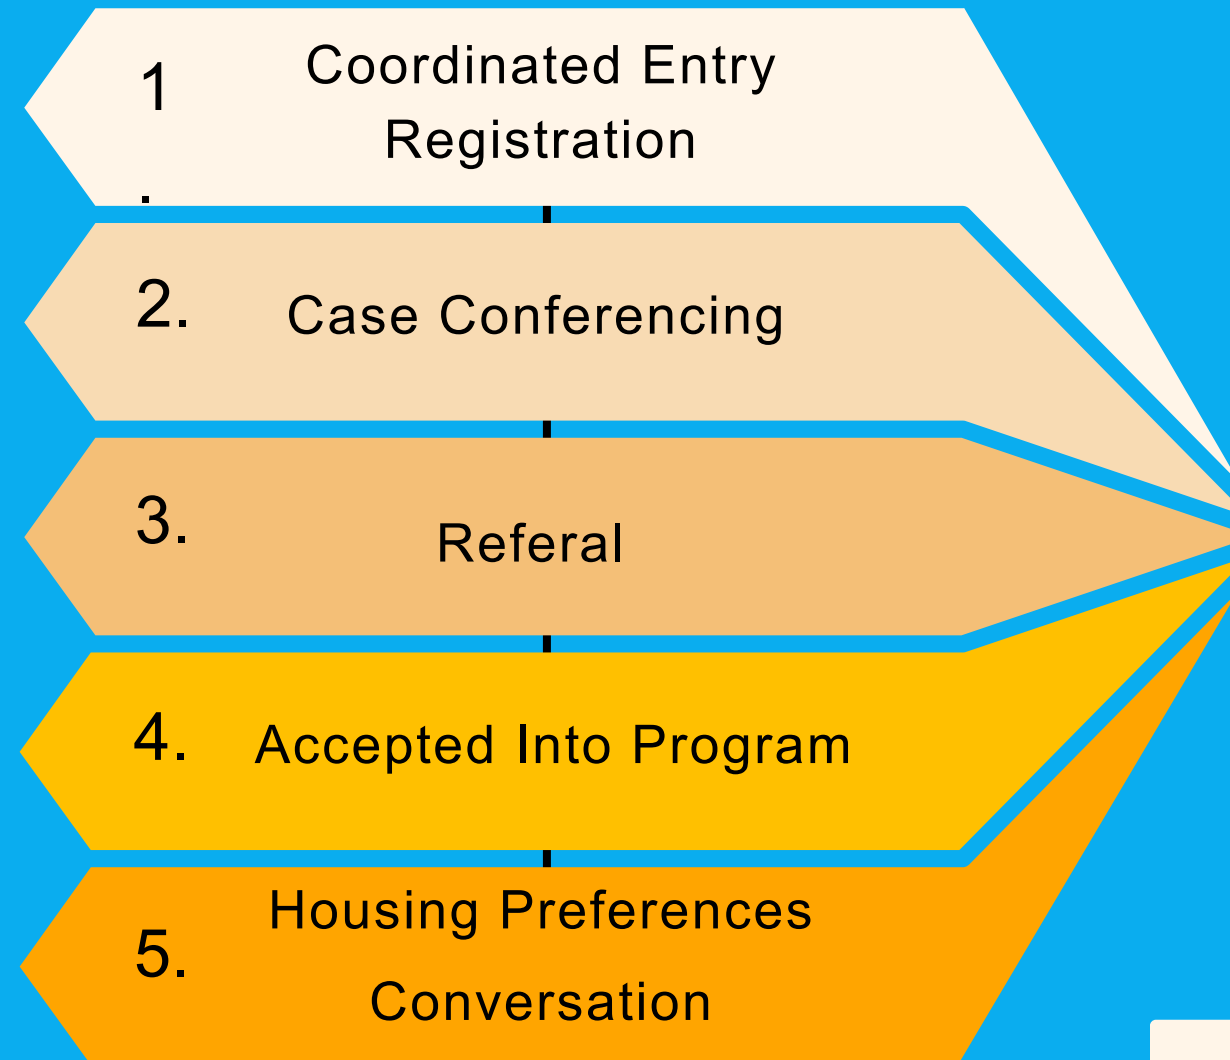 1
.
Coordinated Entry
Registration
2.
Case Conferencing
3.
Referal
4.
Accepted Into Program
5.
Housing Preferences
Conversation